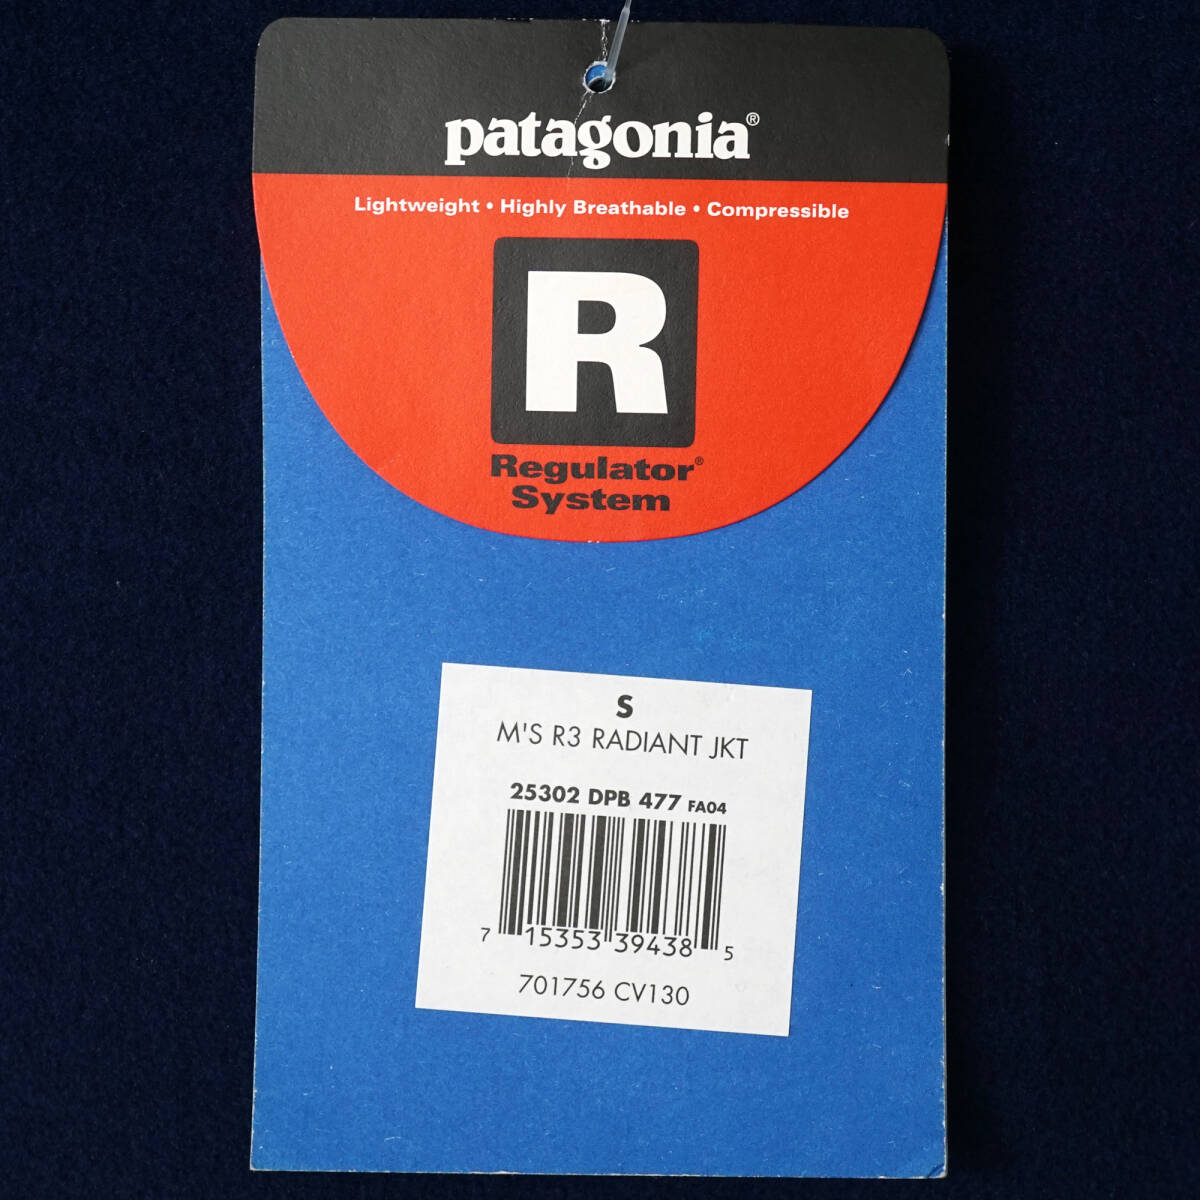 patagonia®
Lightweight • Highly Breathable • Compressible
R
Regulator®
System
S
M'S R3 RADIANT JKT
25302 DPB 477 FA04
7 15353 39438 5
701756 CV130